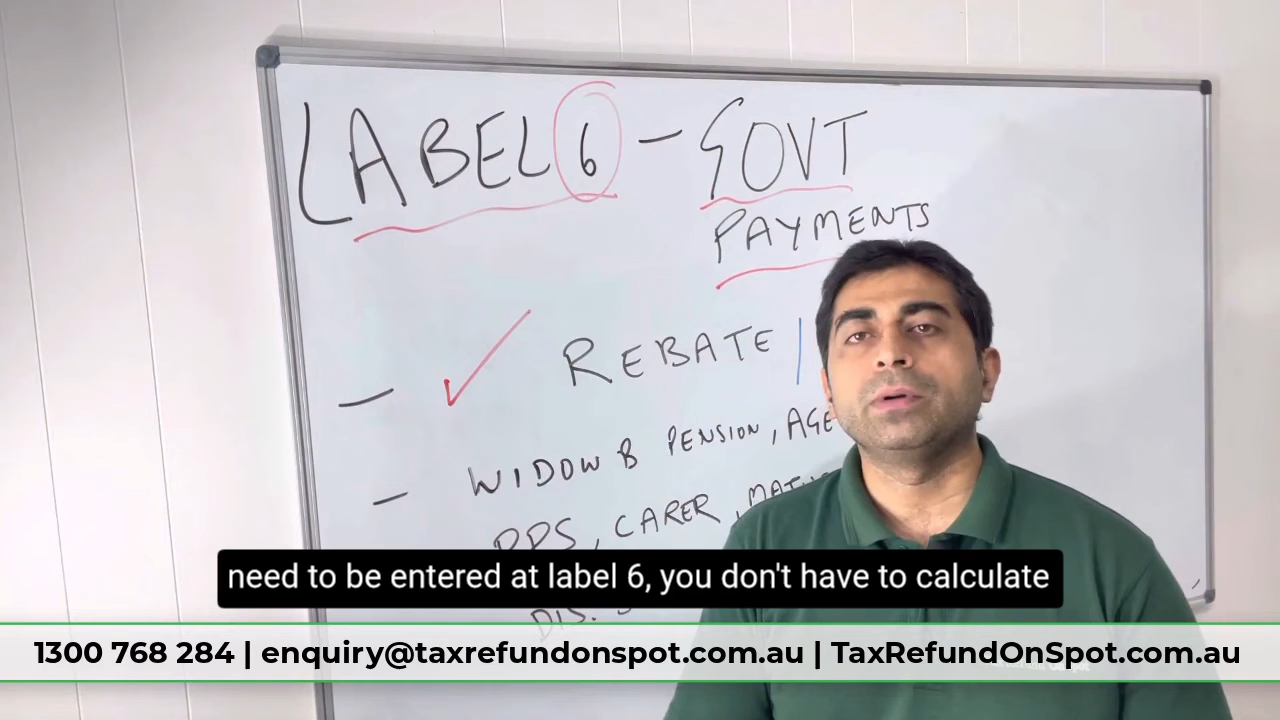 LABEL 6 - GOVT
PAYMENTS
- ✓ REBATE |
- WIDOW B PENSION, AGE
, CARER,
need to be entered at label 6, you don't have to calculate
1300 768 284 | enquiry@taxrefundonspot.com.au | TaxRefundOnSpot.com.au